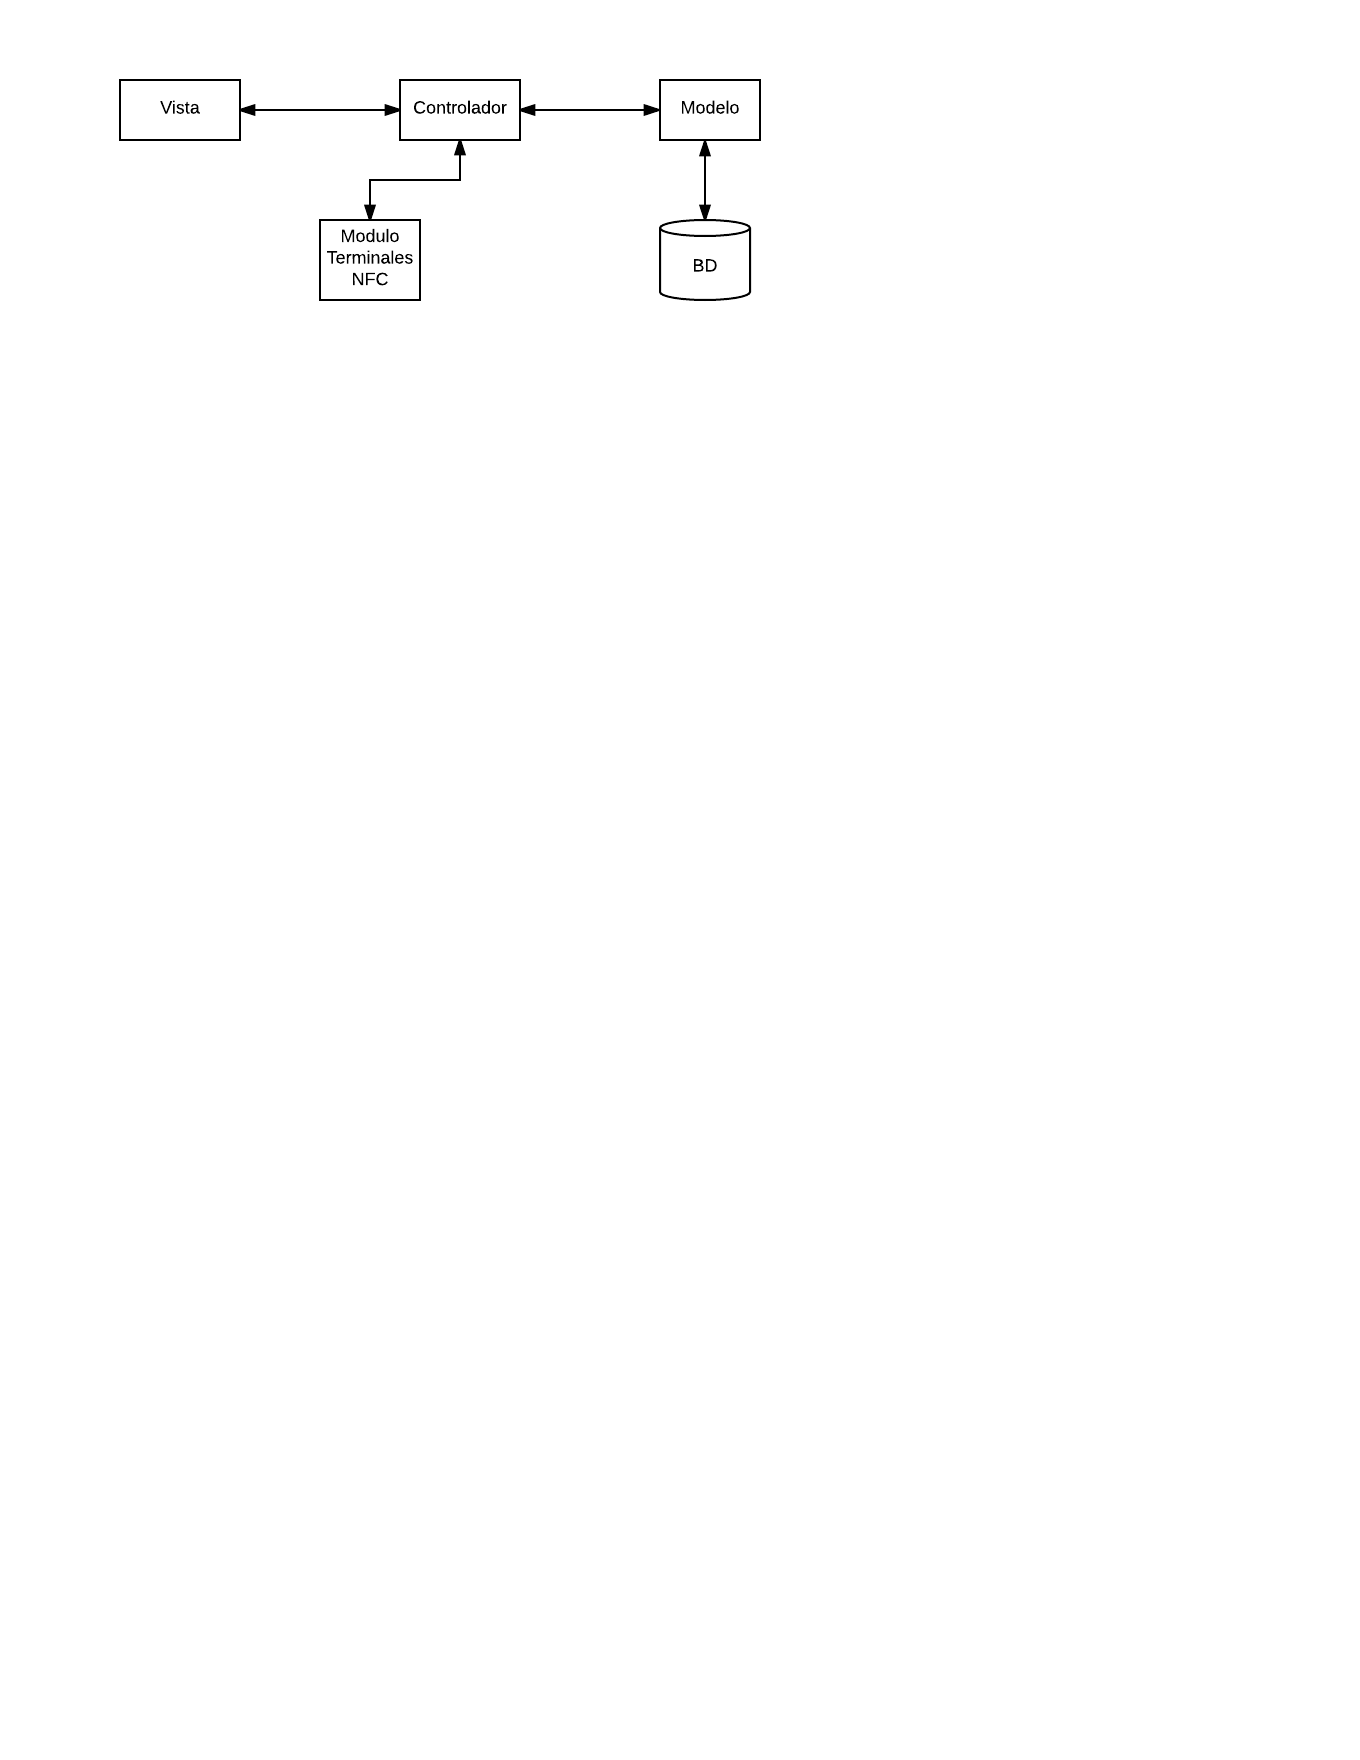 Vista
Controlador
Modelo
Modulo
Terminales
NFC
BD